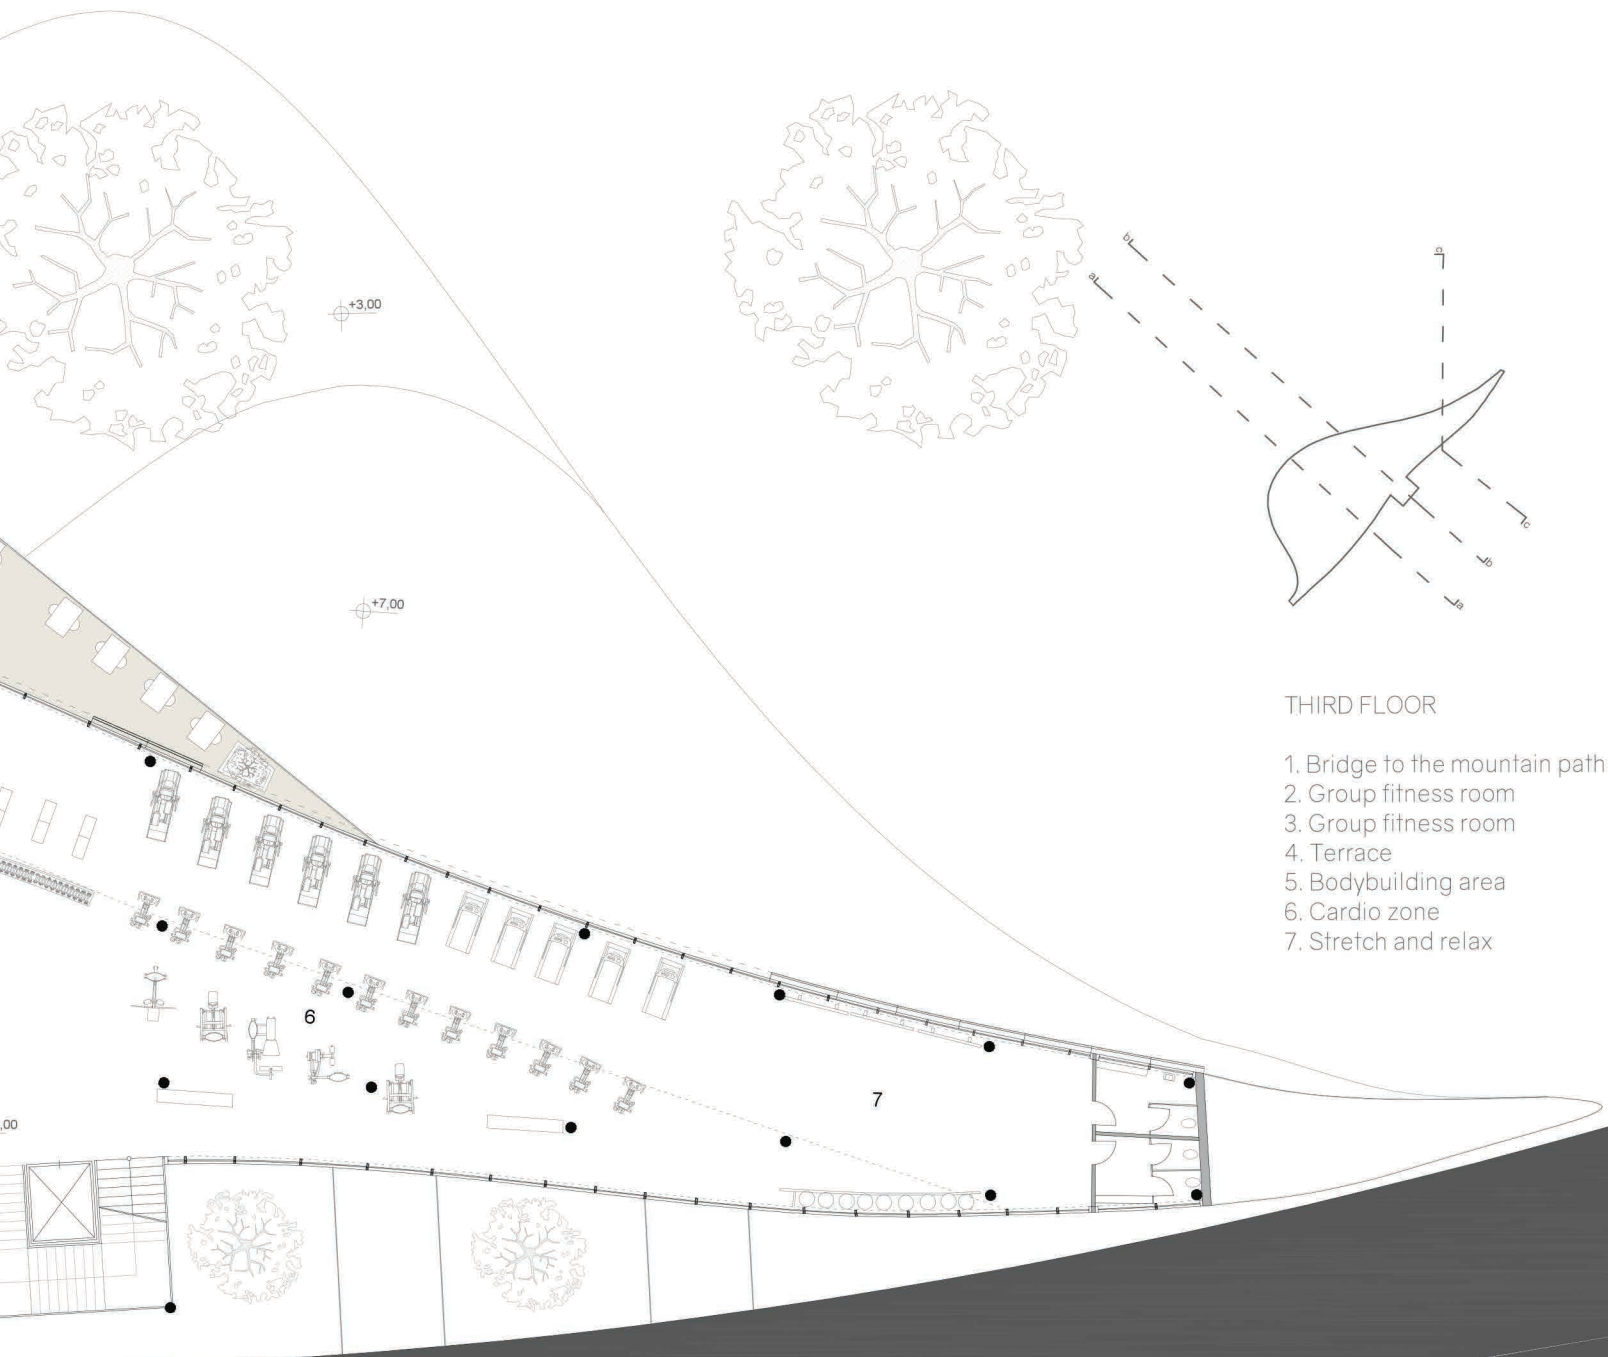 b
a
c
+3,00
c
b
+7,00
a
THIRD FLOOR
1. Bridge to the mountain path
2. Group fitness room
3. Group fitness room
4. Terrace
5. Bodybuilding area
6. Cardio zone
7. Stretch and relax
6
7
,00